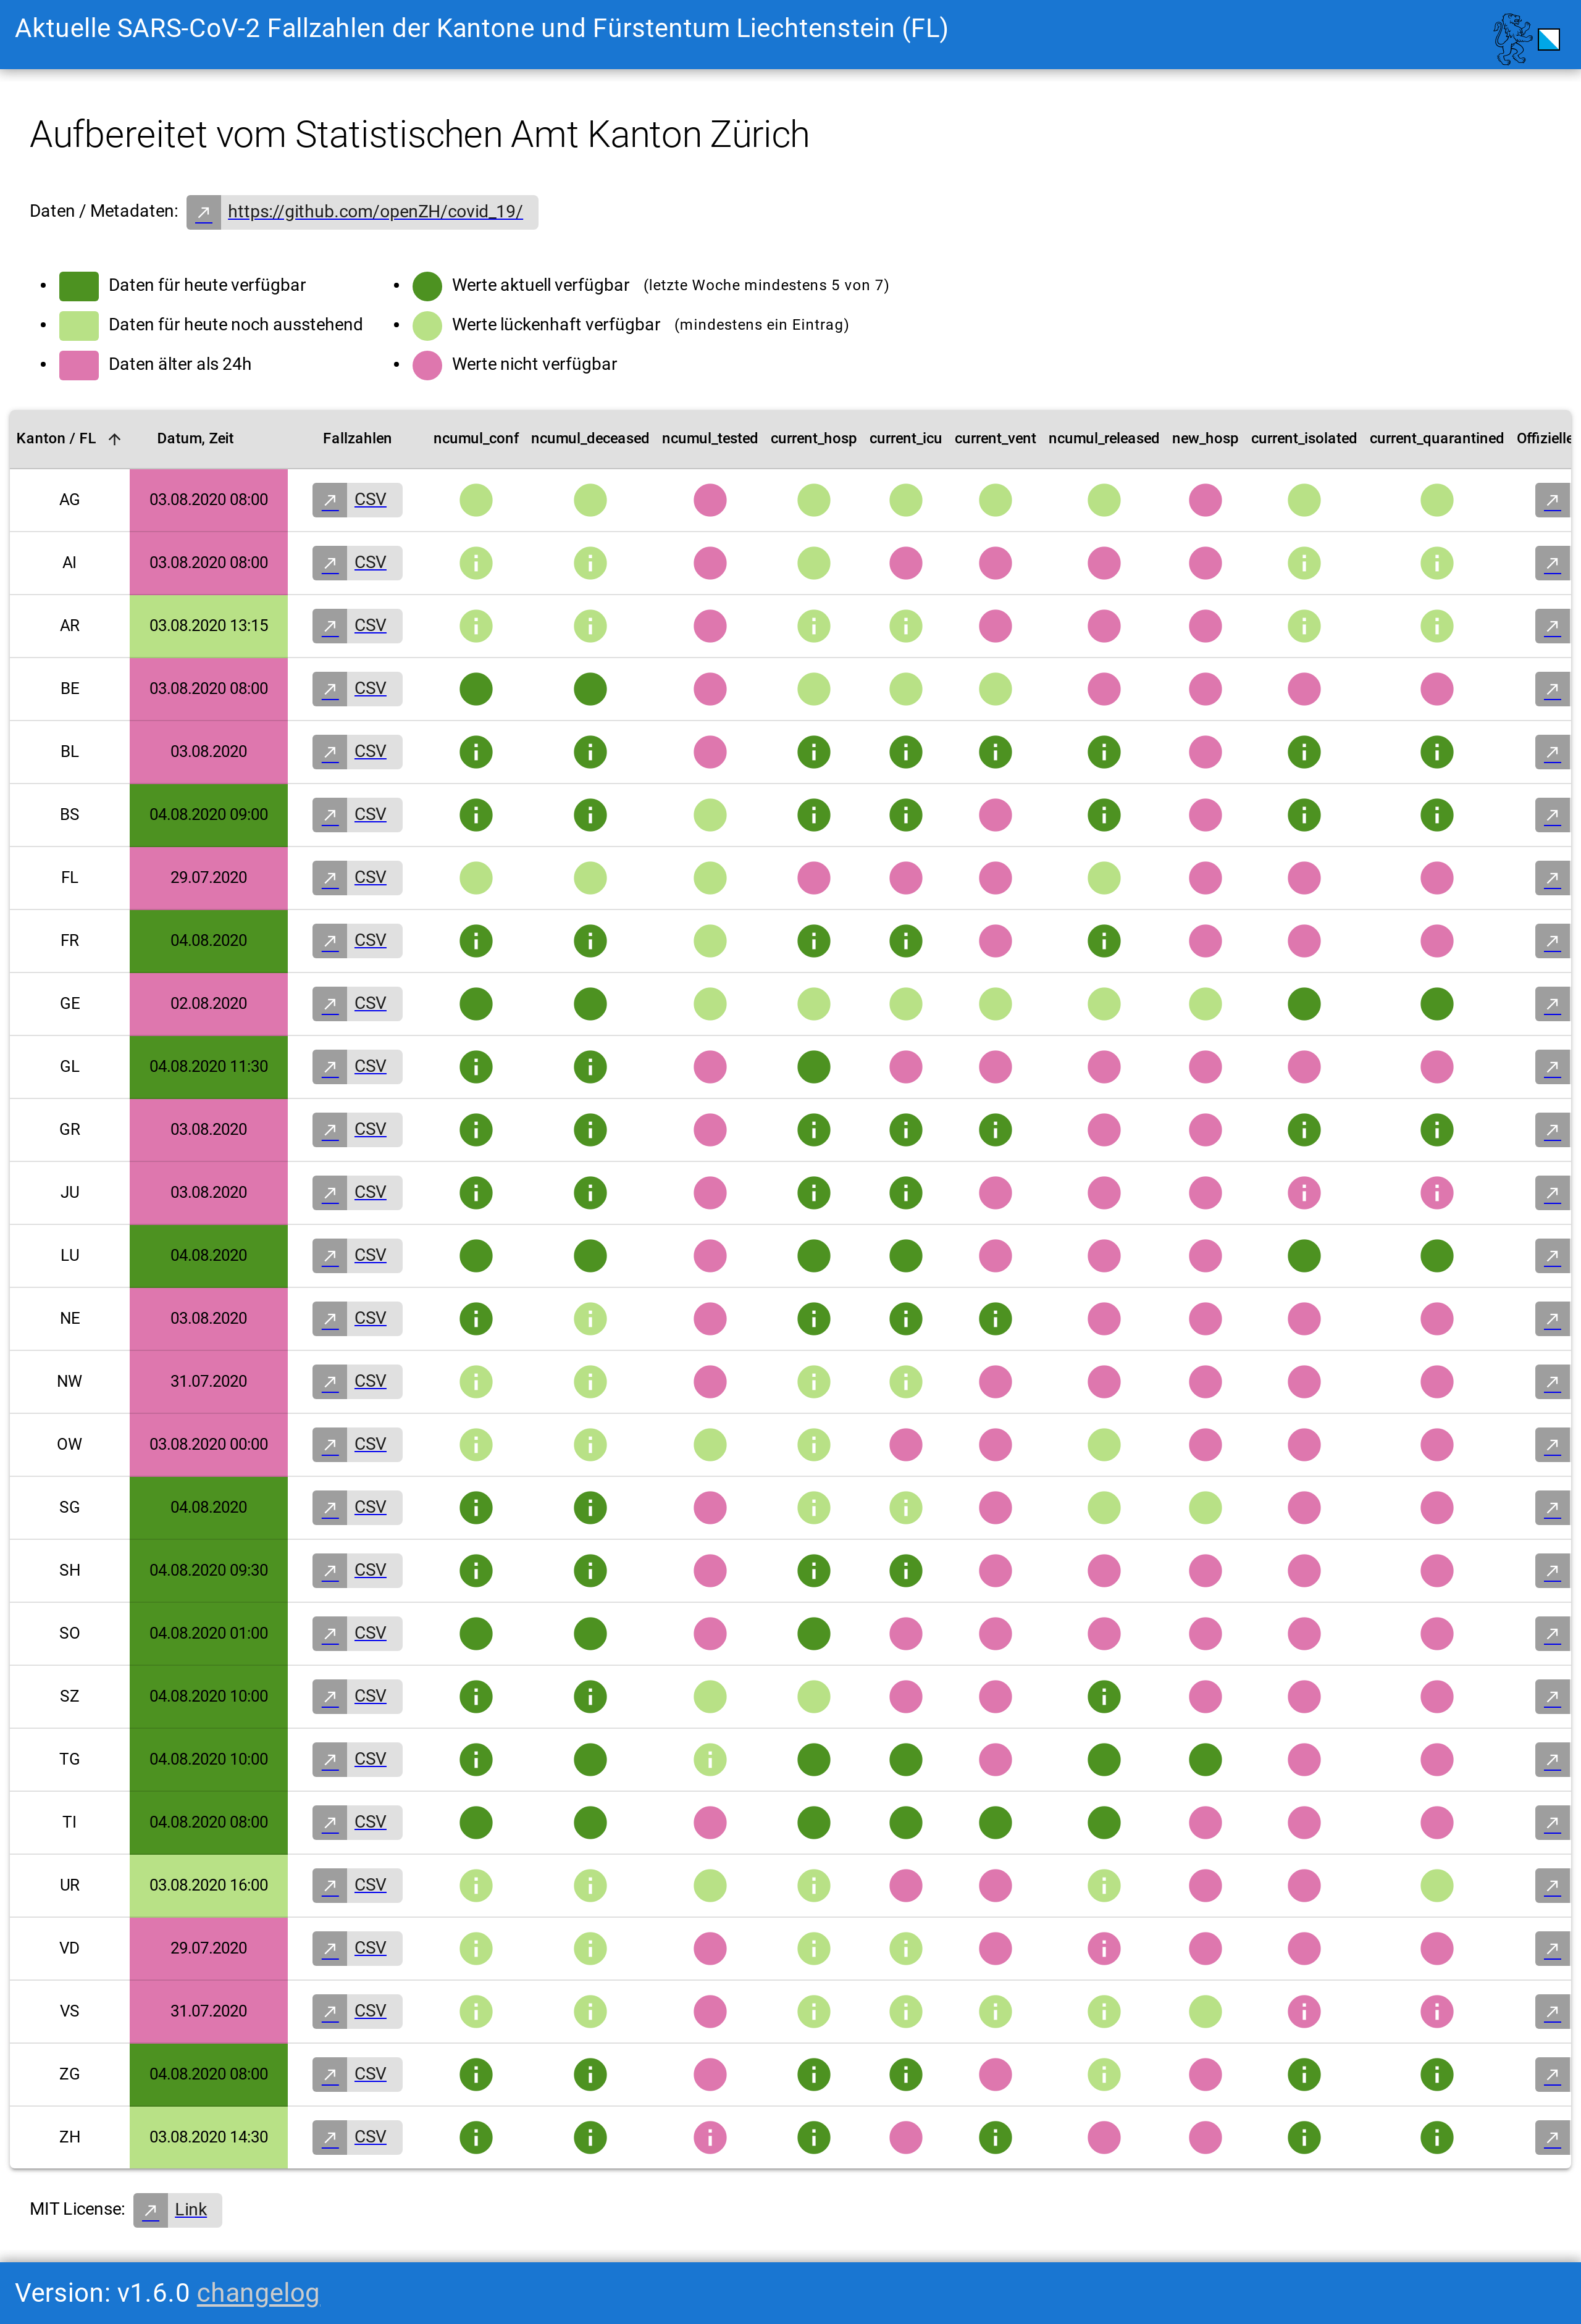 Aktuelle SARS-CoV-2 Fallzahlen der Kantone und Fürstentum Liechtenstein (FL)
Aufbereitet vom Statistischen Amt Kanton Zürich
Daten / Metadaten: https://github.com/openZH/covid_19/
Daten für heute verfügbar
Daten für heute noch ausstehend
Daten älter als 24h
Werte aktuell verfügbar (letzte Woche mindestens 5 von 7)
Werte lückenhaft verfügbar (mindestens ein Eintrag)
Werte nicht verfügbar
Kanton / FL Datum, Zeit Fallzahlen ncumul_conf ncumul_deceased ncumul_tested current_hosp current_icu current_vent ncumul_released new_hosp current_isolated current_quarantined Offizielle
AG 03.08.2020 08:00 CSV
AI 03.08.2020 08:00 CSV
AR 03.08.2020 13:15 CSV
BE 03.08.2020 08:00 CSV
BL 03.08.2020 CSV
BS 04.08.2020 09:00 CSV
FL 29.07.2020 CSV
FR 04.08.2020 CSV
GE 02.08.2020 CSV
GL 04.08.2020 11:30 CSV
GR 03.08.2020 CSV
JU 03.08.2020 CSV
LU 04.08.2020 CSV
NE 03.08.2020 CSV
NW 31.07.2020 CSV
OW 03.08.2020 00:00 CSV
SG 04.08.2020 CSV
SH 04.08.2020 09:30 CSV
SO 04.08.2020 01:00 CSV
SZ 04.08.2020 10:00 CSV
TG 04.08.2020 10:00 CSV
TI 04.08.2020 08:00 CSV
UR 03.08.2020 16:00 CSV
VD 29.07.2020 CSV
VS 31.07.2020 CSV
ZG 04.08.2020 08:00 CSV
ZH 03.08.2020 14:30 CSV
MIT License: Link
Version: v1.6.0 changelog